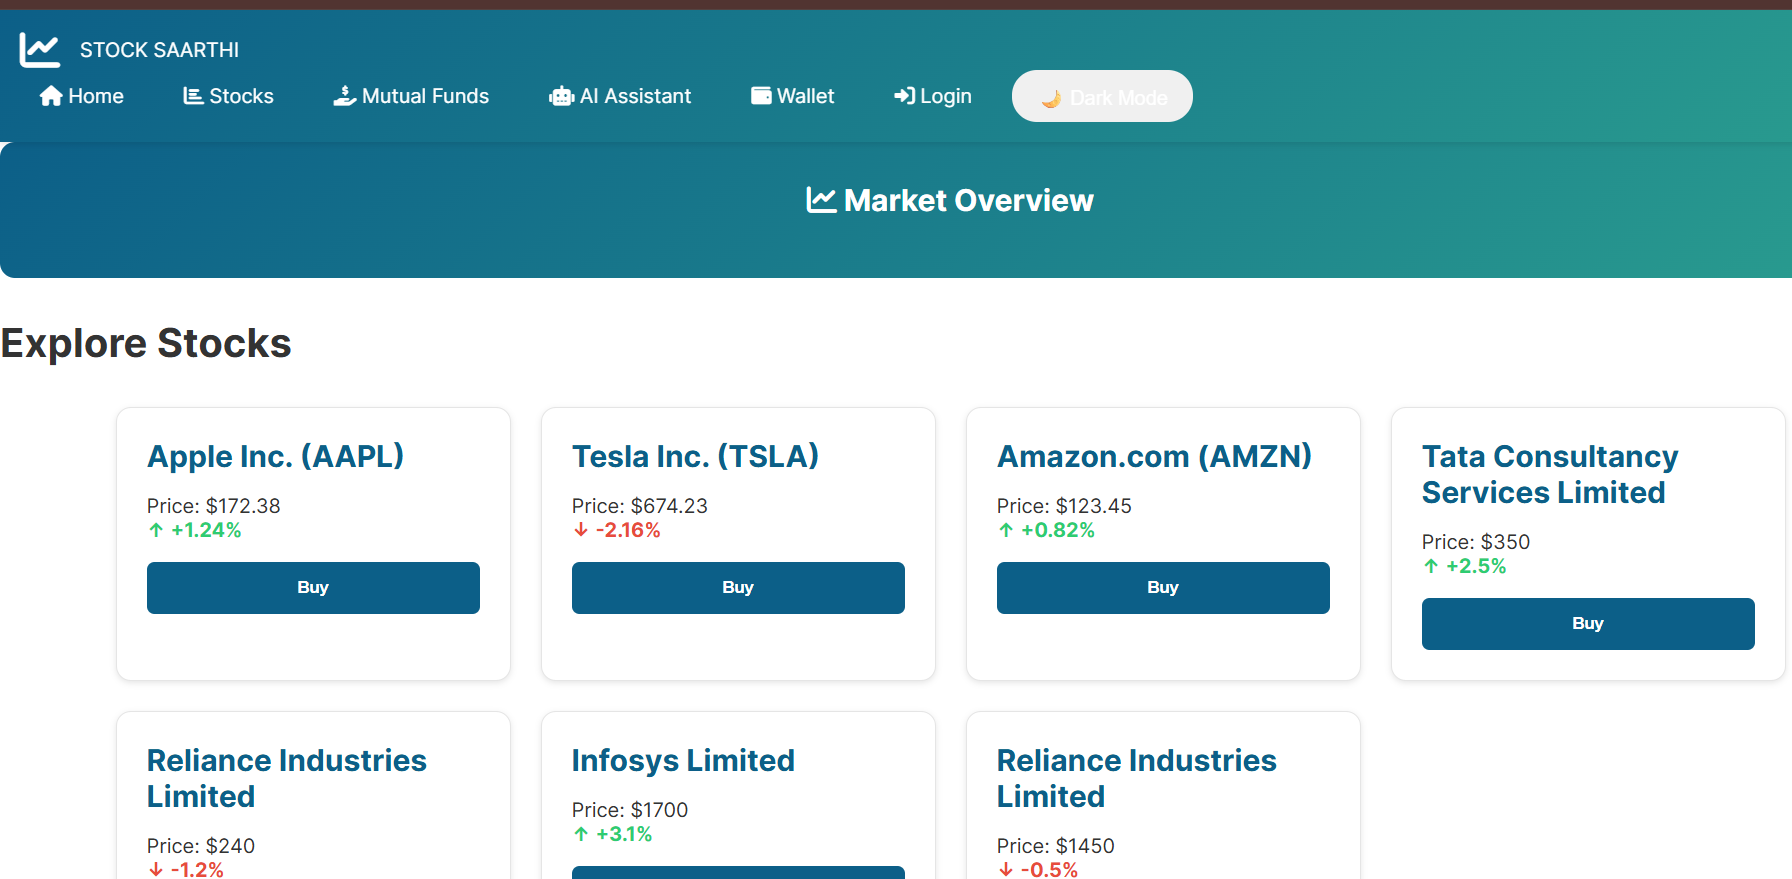 STOCK SAARTHI
Home Stocks Mutual Funds AI Assistant Wallet Login Dark Mode
Market Overview
Explore Stocks
Apple Inc. (AAPL)
Price: $172.38
↑ +1.24%
Buy
Tesla Inc. (TSLA)
Price: $674.23
↓ -2.16%
Buy
Amazon.com (AMZN)
Price: $123.45
↑ +0.82%
Buy
Tata Consultancy
Services Limited
Price: $350
↑ +2.5%
Buy
Reliance Industries
Limited
Price: $240
↓ -1.2%
Infosys Limited
Price: $1700
↑ +3.1%
Reliance Industries
Limited
Price: $1450
↓ -0.5%